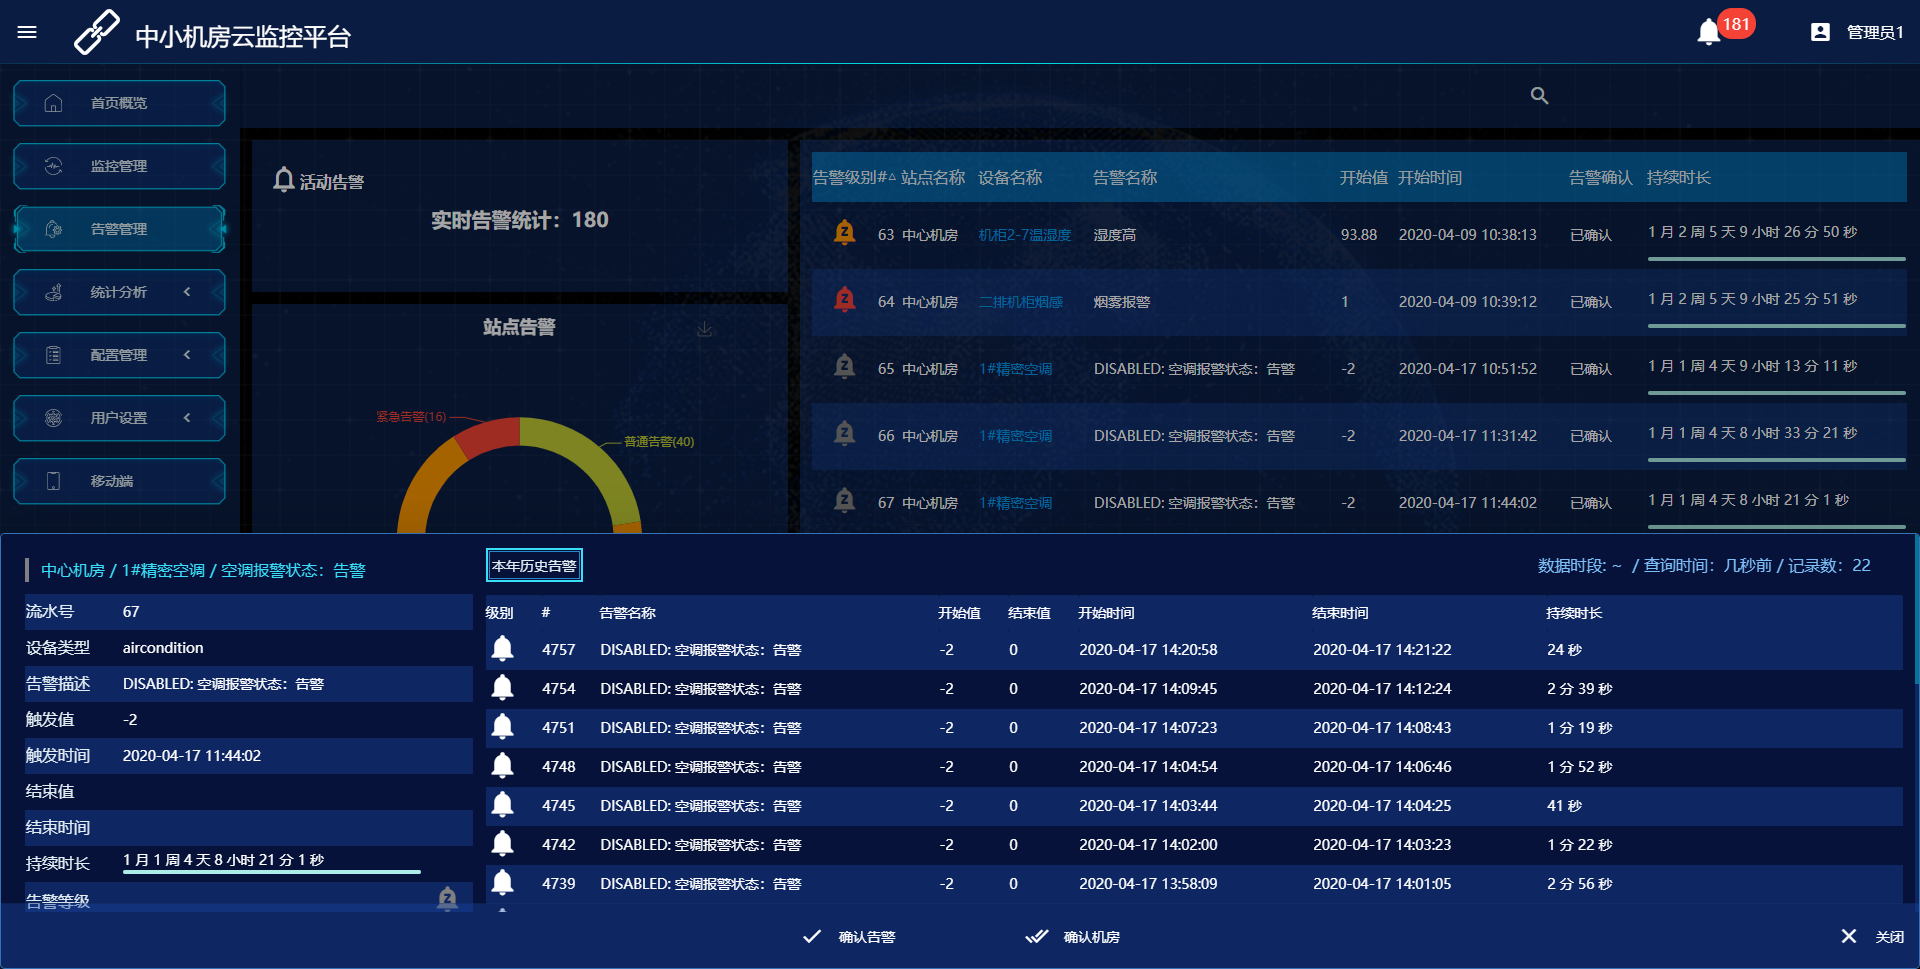 中小机房云监控平台
181
管理员1
首页概览
监控管理
告警管理
统计分析
配置管理
用户设置
移动端
活动告警
实时告警统计：180
站点告警
紧急告警(16)
普通告警(40)
告警级别 # 站点名称 设备名称 告警名称 开始值 开始时间 告警确认 持续时长
63 中心机房 机柜2-7温湿度 湿度高 93.88 2020-04-09 10:38:13 已确认 1 月 2 周 5 天 9 小时 26 分 50 秒
64 中心机房 二排机柜烟感 烟雾报警 1 2020-04-09 10:39:12 已确认 1 月 2 周 5 天 9 小时 25 分 51 秒
65 中心机房 1#精密空调 DISABLED: 空调报警状态：告警 -2 2020-04-17 10:51:52 已确认 1 月 1 周 4 天 9 小时 13 分 11 秒
66 中心机房 1#精密空调 DISABLED: 空调报警状态：告警 -2 2020-04-17 11:31:42 已确认 1 月 1 周 4 天 8 小时 33 分 21 秒
67 中心机房 1#精密空调 DISABLED: 空调报警状态：告警 -2 2020-04-17 11:44:02 已确认 1 月 1 周 4 天 8 小时 21 分 1 秒
中心机房 / 1#精密空调 / 空调报警状态：告警
流水号 67
设备类型 aircondition
告警描述 DISABLED: 空调报警状态：告警
触发值 -2
触发时间 2020-04-17 11:44:02
结束值
结束时间
持续时长 1 月 1 周 4 天 8 小时 21 分 1 秒
告警等级
本年历史告警
数据时段: ~ / 查询时间：几秒前 / 记录数：22
级别 # 告警名称 开始值 结束值 开始时间 结束时间 持续时长
4757 DISABLED: 空调报警状态：告警 -2 0 2020-04-17 14:20:58 2020-04-17 14:21:22 24 秒
4754 DISABLED: 空调报警状态：告警 -2 0 2020-04-17 14:09:45 2020-04-17 14:12:24 2 分 39 秒
4751 DISABLED: 空调报警状态：告警 -2 0 2020-04-17 14:07:23 2020-04-17 14:08:43 1 分 19 秒
4748 DISABLED: 空调报警状态：告警 -2 0 2020-04-17 14:04:54 2020-04-17 14:06:46 1 分 52 秒
4745 DISABLED: 空调报警状态：告警 -2 0 2020-04-17 14:03:44 2020-04-17 14:04:25 41 秒
4742 DISABLED: 空调报警状态：告警 -2 0 2020-04-17 14:02:00 2020-04-17 14:03:23 1 分 22 秒
4739 DISABLED: 空调报警状态：告警 -2 0 2020-04-17 13:58:09 2020-04-17 14:01:05 2 分 56 秒
确认告警
确认机房
关闭